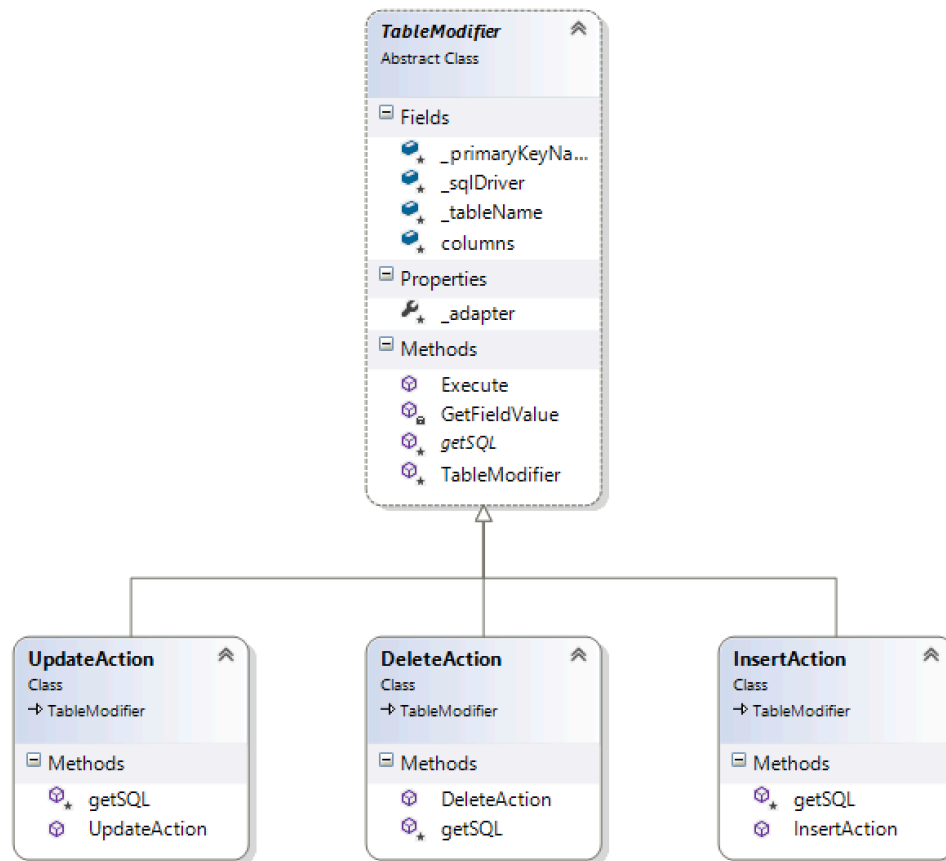 TableModifier
Abstract Class
Fields
_primaryKeyNa...
_sqlDriver
_tableName
columns
Properties
_adapter
Methods
Execute
GetFieldValue
getSQL
TableModifier
UpdateAction
Class
TableModifier
Methods
getSQL
UpdateAction
DeleteAction
Class
TableModifier
Methods
DeleteAction
getSQL
InsertAction
Class
TableModifier
Methods
getSQL
InsertAction